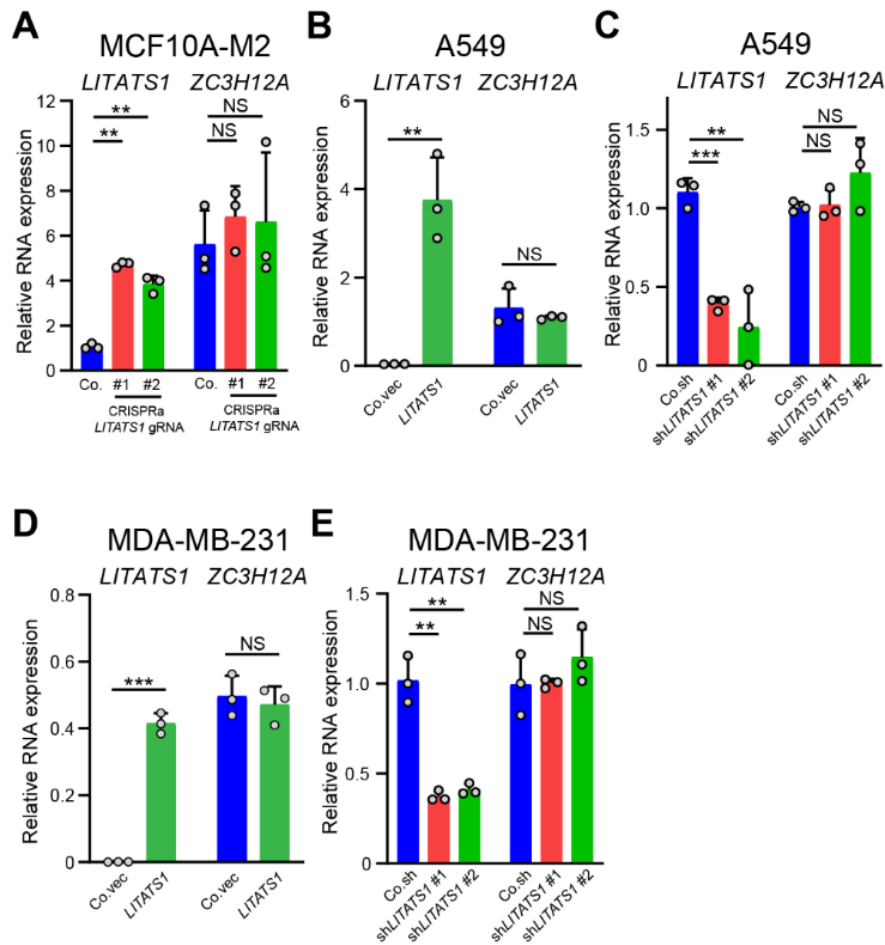 A
MCF10A-M2
LITATS1 ZC3H12A
Relative RNA expression
12
10
8
6
4
2
0
**
**
NS
NS
Co. #1 #2 Co. #1 #2
CRISPRa CRISPRa
LITATS1 gRNA LITATS1 gRNA
B
A549
LITATS1 ZC3H12A
Relative RNA expression
6
4
2
0
**
NS
Co.vec LITATS1 Co.vec LITATS1
C
A549
LITATS1 ZC3H12A
Relative RNA expression
1.5
1.0
0.5
0
**
***
NS
NS
Co.sh shLITATS1 #1 shLITATS1 #2 Co.sh shLITATS1 #1 shLITATS1 #2
D
MDA-MB-231
LITATS1 ZC3H12A
Relative RNA expression
0.8
0.6
0.4
0.2
0
***
NS
Co.vec LITATS1 Co.vec LITATS1
E
MDA-MB-231
LITATS1 ZC3H12A
Relative RNA expression
1.5
1.0
0.5
0
**
**
NS
NS
Co.sh shLITATS1 #1 shLITATS1 #2 Co.sh shLITATS1 #1 shLITATS1 #2